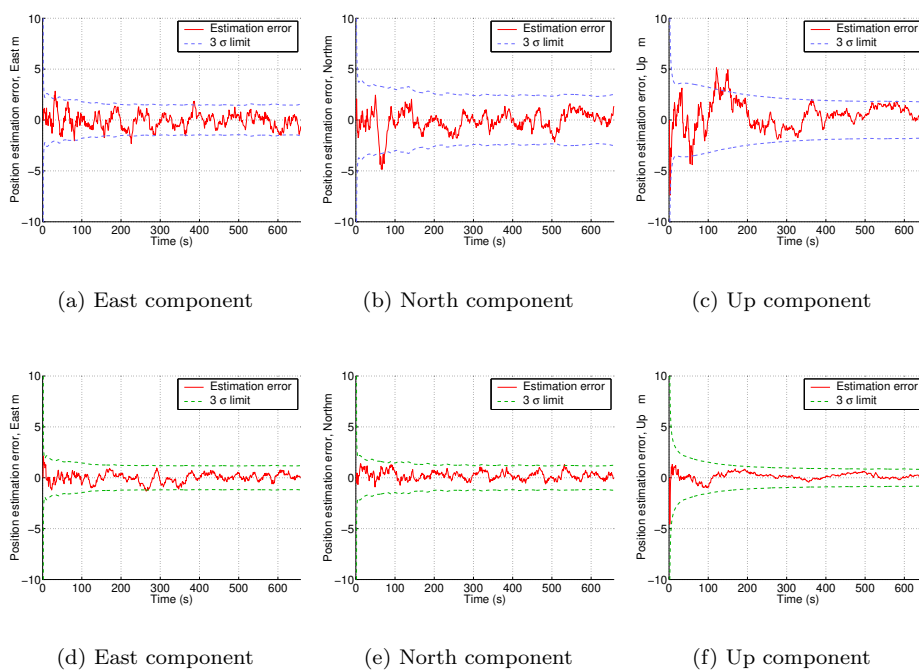 Position estimation error, East m
10
5
0
−5
−10
0 100 200 300 400 500 600
Time (s)
Estimation error
3 σ limit
(a) East component
Position estimation error, Northm
10
5
0
−5
−10
0 100 200 300 400 500 600
Time (s)
Estimation error
3 σ limit
(b) North component
Position estimation error, Up m
10
5
0
−5
−10
0 100 200 300 400 500 600
Time (s)
Estimation error
3 σ limit
(c) Up component
Position estimation error, East m
10
5
0
−5
−10
0 100 200 300 400 500 600
Time (s)
Estimation error
3 σ limit
(d) East component
Position estimation error, Northm
10
5
0
−5
−10
0 100 200 300 400 500 600
Time (s)
Estimation error
3 σ limit
(e) North component
Position estimation error, Up m
10
5
0
−5
−10
0 100 200 300 400 500 600
Time (s)
Estimation error
3 σ limit
(f) Up component